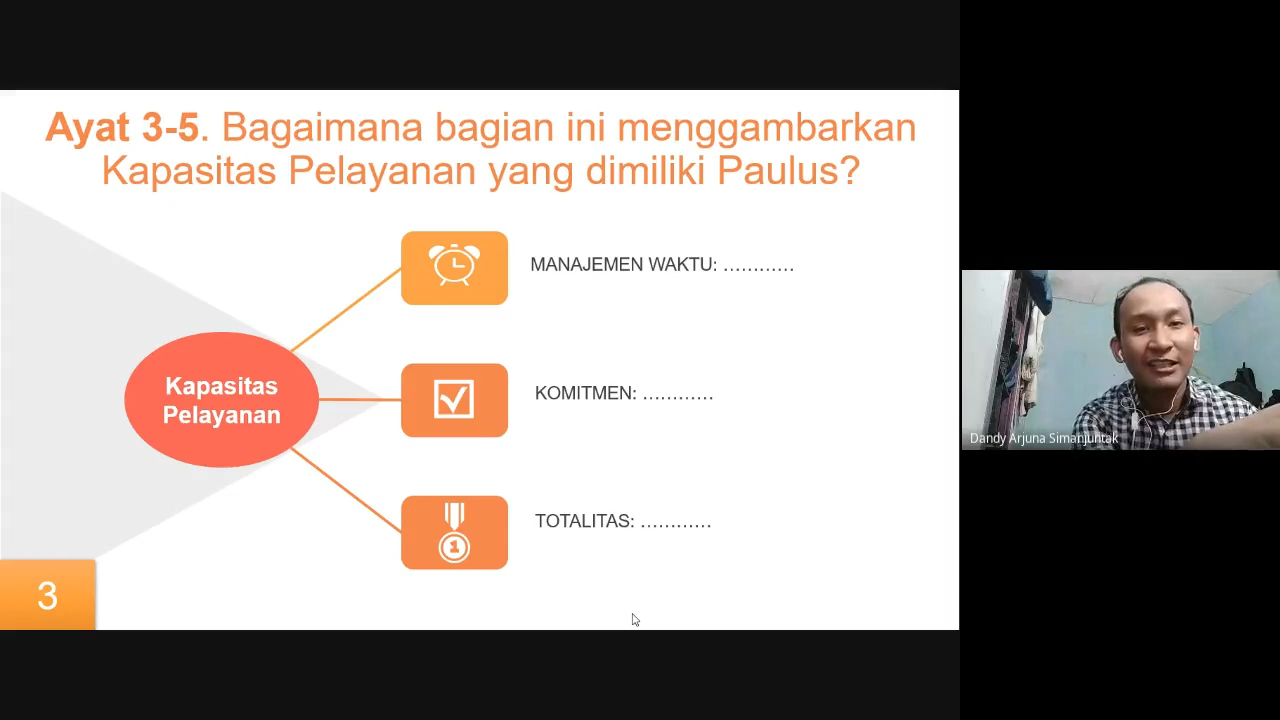 Ayat 3-5. Bagaimana bagian ini menggambarkan
Kapasitas Pelayanan yang dimiliki Paulus?
MANAJEMEN WAKTU: …………
Kapasitas
Pelayanan
KOMITMEN: …………
TOTALITAS: …………
1
3
Dandy Arjuna Simanjuntak